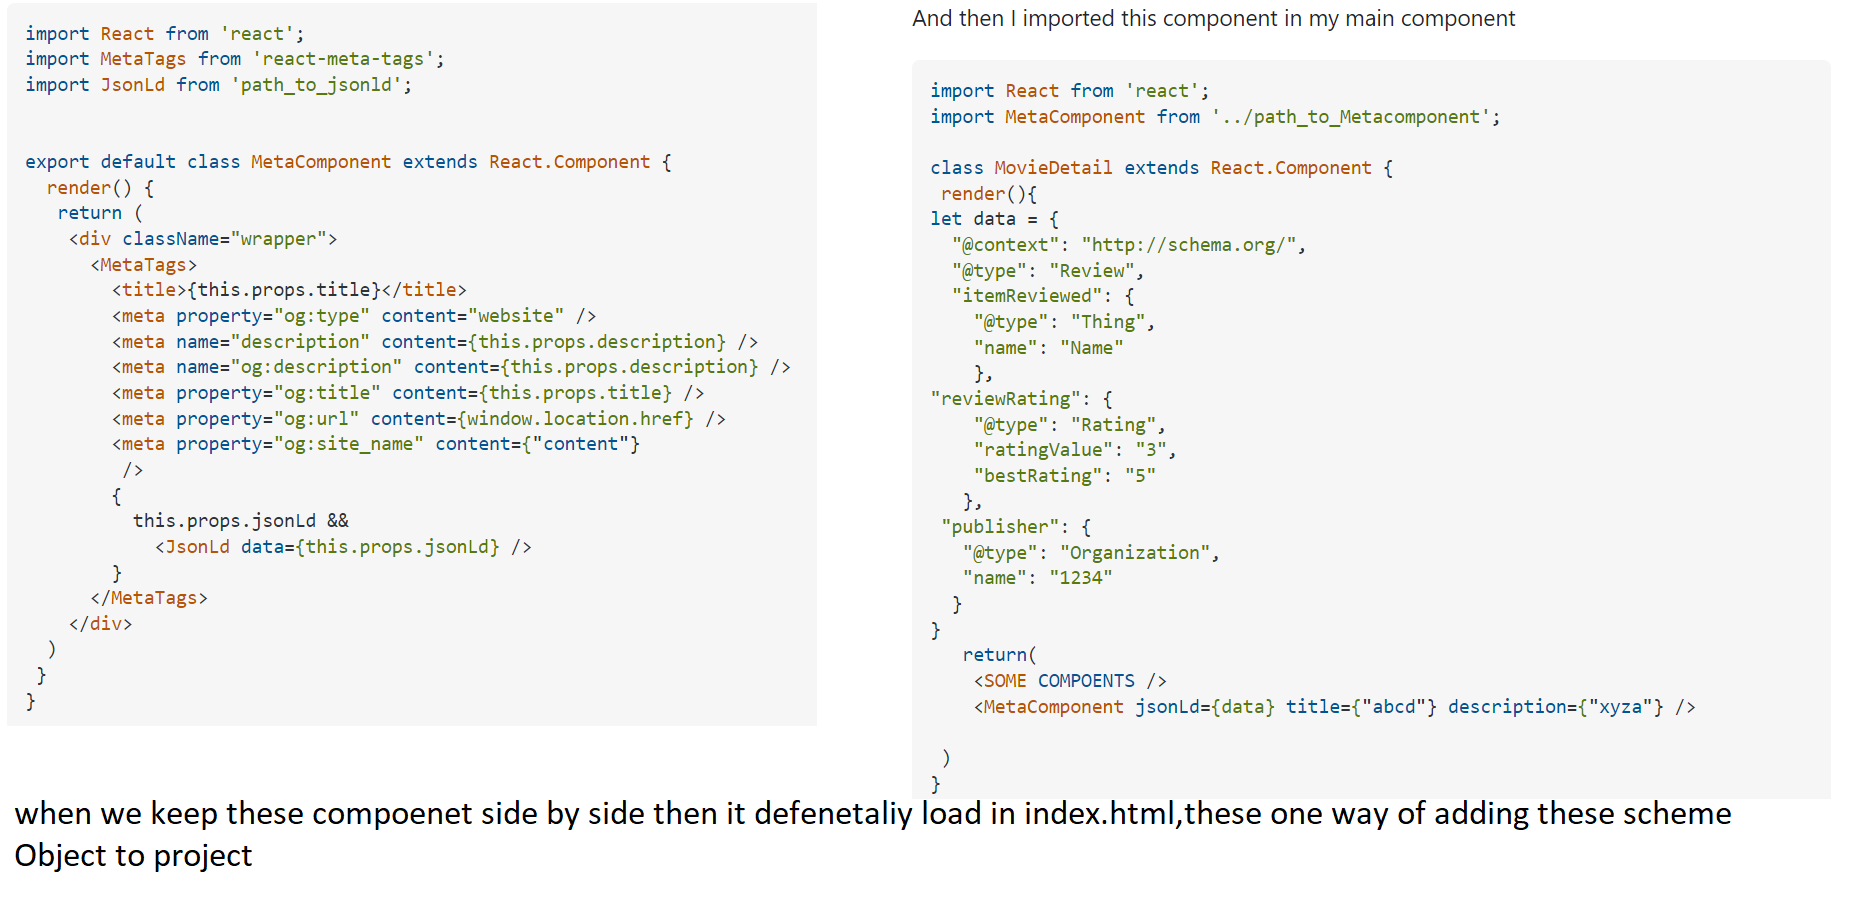 import React from 'react';
import MetaTags from 'react-meta-tags';
import JsonLd from 'path_to_jsonld';
export default class MetaComponent extends React.Component {
render() {
return (
<div className="wrapper">
<MetaTags>
<title>{this.props.title}</title>
<meta property="og:type" content="website" />
<meta name="description" content={this.props.description} />
<meta name="og:description" content={this.props.description} />
<meta property="og:title" content={this.props.title} />
<meta property="og:url" content={window.location.href} />
<meta property="og:site_name" content={"content"}
/>
{
this.props.jsonLd &&
<JsonLd data={this.props.jsonLd} />
}
</MetaTags>
</div>
)
}
}
And then I imported this component in my main component
import React from 'react';
import MetaComponent from '../path_to_Metacomponent';
class MovieDetail extends React.Component {
render(){
let data = {
"@context": "http://schema.org/",
"@type": "Review",
"itemReviewed": {
"@type": "Thing",
"name": "Name"
},
"reviewRating": {
"@type": "Rating",
"ratingValue": "3",
"bestRating": "5"
},
"publisher": {
"@type": "Organization",
"name": "1234"
}
}
return(
<SOME COMPOENTS />
<MetaComponent jsonLd={data} title={"abcd"} description={"xyza"} />
)
}
when we keep these compoenet side by side then it defenetaliy load in index.html,these one way of adding these scheme
Object to project